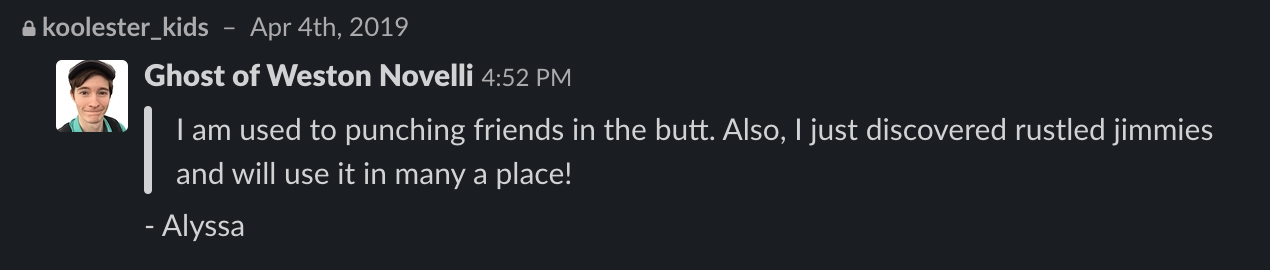 koolester_kids – Apr 4th, 2019
Ghost of Weston Novelli 4:52 PM
I am used to punching friends in the butt. Also, I just discovered rustled jimmies
and will use it in many a place!
- Alyssa